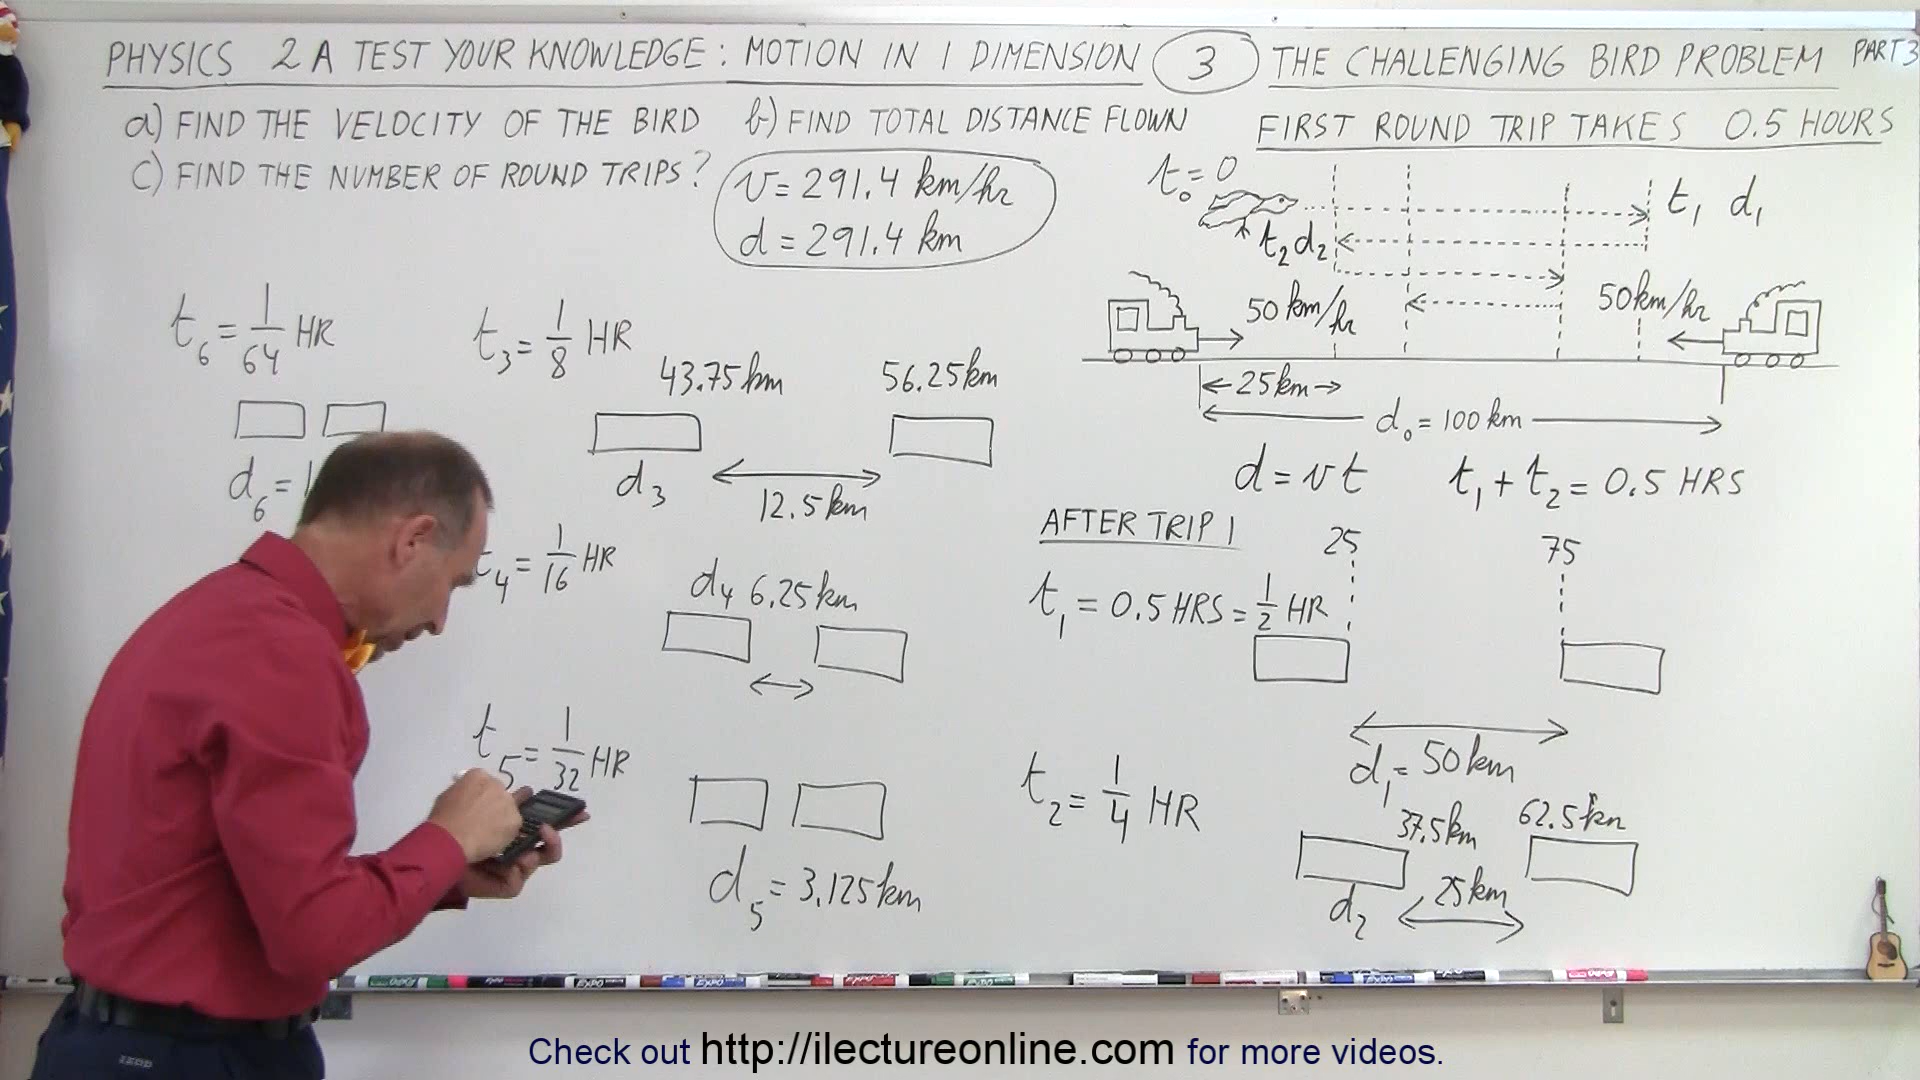 PHYSICS 2A TEST YOUR KNOWLEDGE: MOTION IN 1 DIMENSION 3 THE CHALLENGING BIRD PROBLEM PART 3
a) FIND THE VELOCITY OF THE BIRD b) FIND TOTAL DISTANCE FLOWN
c) FIND THE NUMBER OF ROUND TRIPS?
v = 291.4 km/hr
d = 291.4 km
FIRST ROUND TRIP TAKES 0.5 HOURS
t₀ = 0
t₁ d₁
t₂ d₂
50 km/hr
50 km/hr
25 km
d₀ = 100 km
d = vt t₁ + t₂ = 0.5 HRS
t₆ = 1/64 HR
d₆ = 1
t₃ = 1/8 HR
43.75 km 56.25 km
d₃
12.5 km
t₄ = 1/16 HR
d₄ 6.25 km
t₅ = 1/32 HR
d₅ = 3.125 km
AFTER TRIP 1
25 75
t₁ = 0.5 HRS = 1/2 HR
d₁ = 50 km
t₂ = 1/4 HR
37.5 km 62.5 km
d₂ 25 km
EXPO
IZOD
Check out http://ilectureonline.com for more videos.